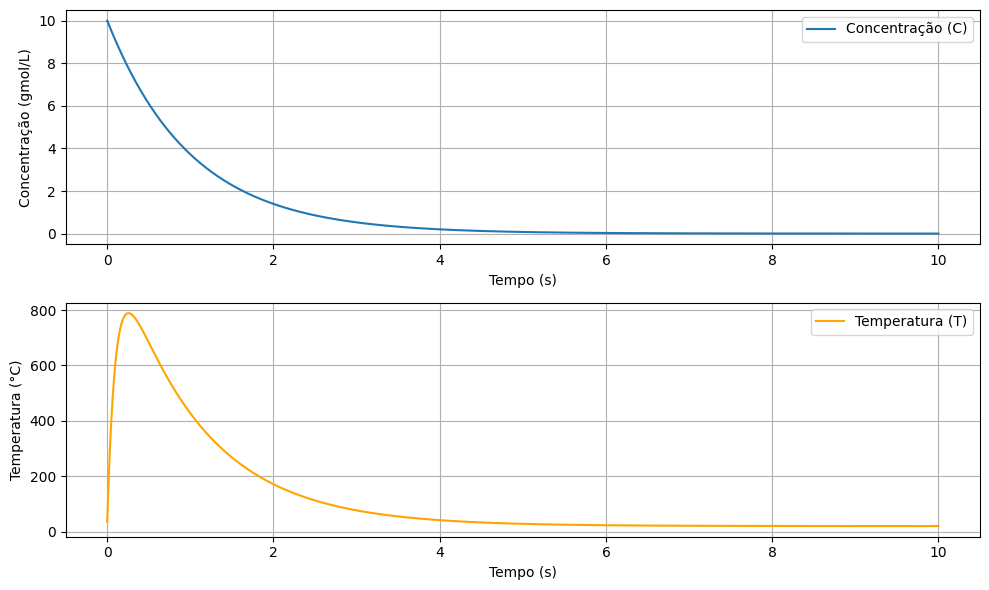 Concentração (C)
Concentração (gmol/L)
10
8
6
4
2
0
0 2 4 6 8 10
Tempo (s)
Temperatura (T)
Temperatura (°C)
800
600
400
200
0
0 2 4 6 8 10
Tempo (s)